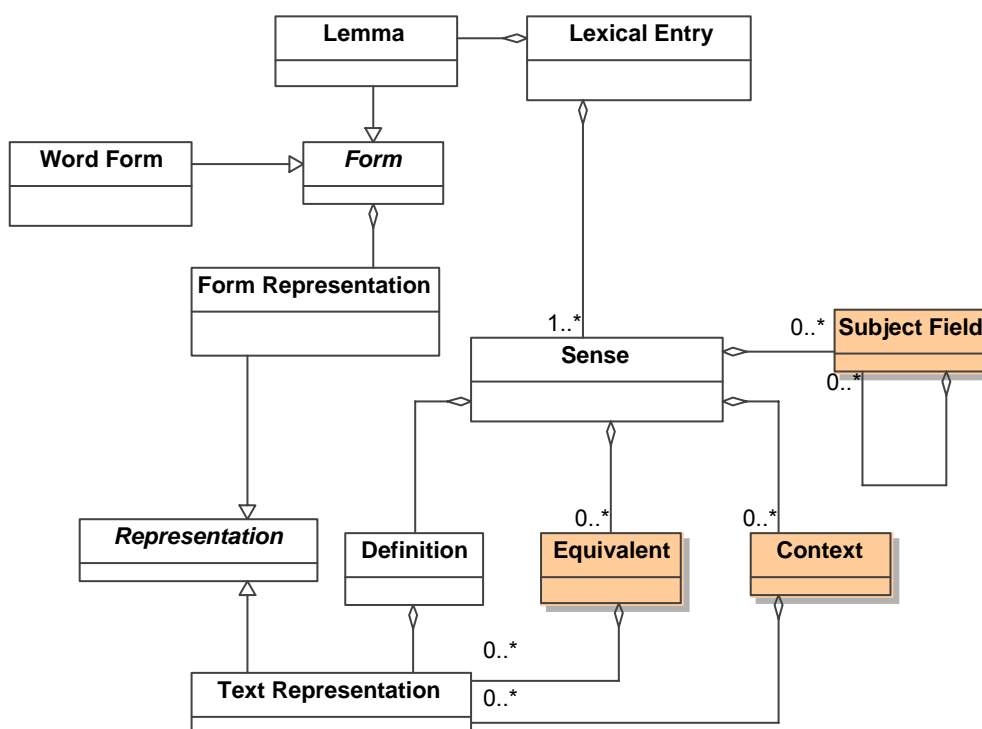 Lemma
Lexical Entry
Word Form
Form
Form Representation
1..*
0..*
Subject Field
Sense
0..*
0..*
0..*
Representation
Definition
Equivalent
Context
0..*
Text Representation
0..*